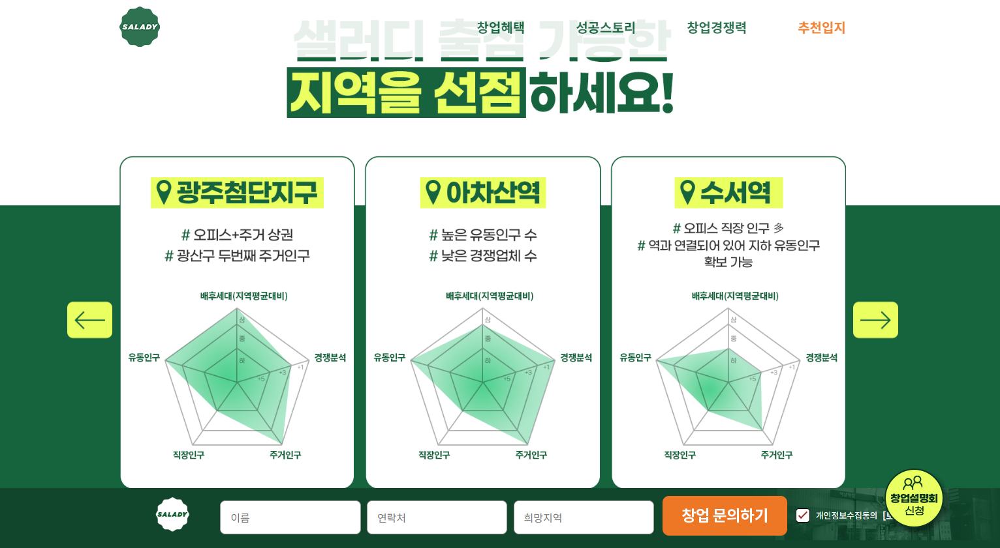 SALADY
창업혜택
성공스토리
창업경쟁력
추천입지
샐러디 출점 가능한
지역을 선점하세요!
광주첨단지구
# 오피스+주거 상권
# 광산구 두번째 주거인구
배후세대(지역평균대비)
상
중
하
유동인구
경쟁분석
+1
+3
+5
직장인구
주거인구
아차산역
# 높은 유동인구 수
# 낮은 경쟁업체 수
배후세대(지역평균대비)
상
중
하
유동인구
경쟁분석
+1
+3
+5
직장인구
주거인구
수서역
# 오피스 직장 인구 多
# 역과 연결되어 있어 지하 유동인구
확보 가능
배후세대(지역평균대비)
상
중
하
유동인구
경쟁분석
+1
+3
+5
직장인구
주거인구
SALADY
이름
연락처
희망지역
창업 문의하기
개인정보수집동의
창업설명회
신청